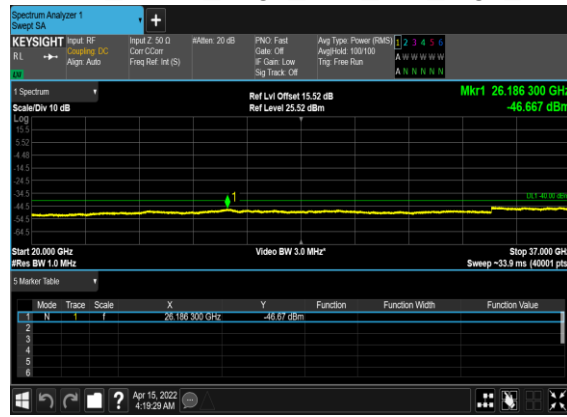 Spectrum Analyzer 1
Swept SA
KEYSIGHT Input: RF Input Z: 50 Ω #Atten: 20 dB PNO: Fast Avg Type: Power (RMS) 1 2 3 4 5 6
RL Coupling: DC Corr CCorr Gate: Off Avg|Hold: 100/100 A W W W W W
Align: Auto Freq Ref: Int (S) IF Gain: Low Trig: Free Run
LW Sig Track: Off A N N N N N
1 Spectrum Ref Lvl Offset 15.52 dB Mkr1 26.186 300 GHz
Scale/Div 10 dB Ref Level 25.52 dBm -46.667 dBm
Log
15.5
5.52
-4.48
-14.5
-24.5
-34.5
1
DL1 -40.00 dBm
-44.5
-54.5
-64.5
Start 20.000 GHz Video BW 3.0 MHz* Stop 37.000 GHz
#Res BW 1.0 MHz Sweep ~33.9 ms (40001 pts)
5 Marker Table
Mode Trace Scale X Y Function Function Width Function Value
1 N 1 f 26.186 300 GHz -46.67 dBm
2
3
4
5
6
? Apr 15, 2022
4:19:29 AM